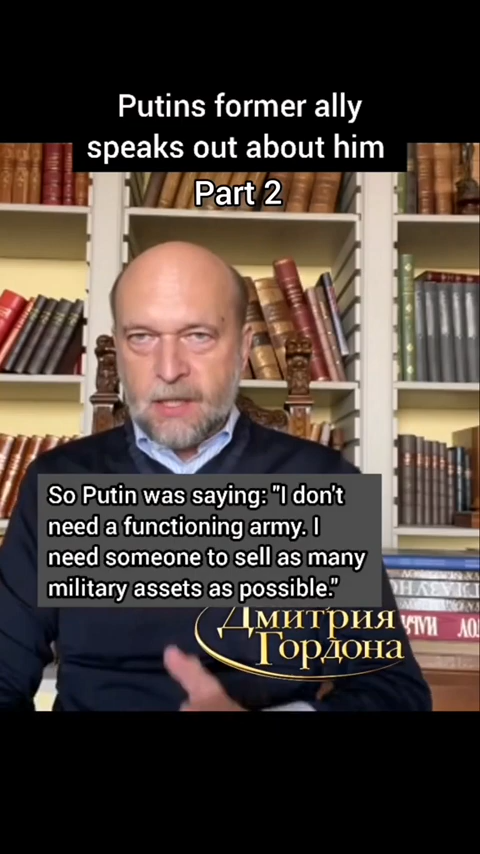 Putins former ally
speaks out about him
Part 2
So Putin was saying: "I don't
need a functioning army. I
need someone to sell as many
military assets as possible."
Дмитрия
Гордона